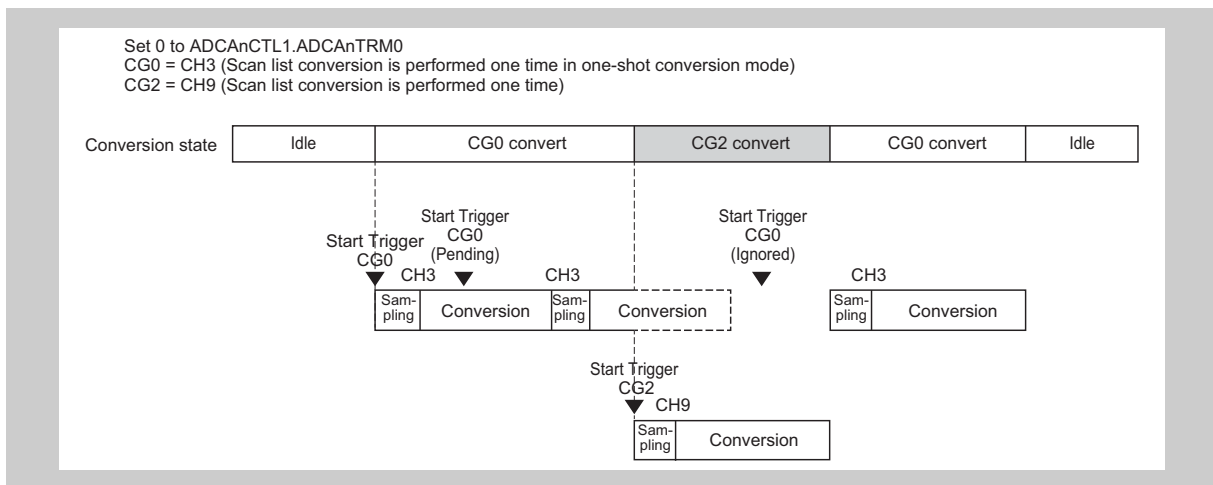 Set 0 to ADCAnCTL1.ADCAnTRM0
CG0 = CH3 (Scan list conversion is performed one time in one-shot conversion mode)
CG2 = CH9 (Scan list conversion is performed one time)
Conversion state
Idle
CG0 convert
CG2 convert
CG0 convert
Idle
Start Trigger
CG0
Start Trigger
CG0
(Pending)
Start Trigger
CG0
(Ignored)
CH3
CH3
CH3
Sam-
pling
Conversion
Sam-
pling
Conversion
Sam-
pling
Conversion
Start Trigger
CG2
CH9
Sam-
pling
Conversion